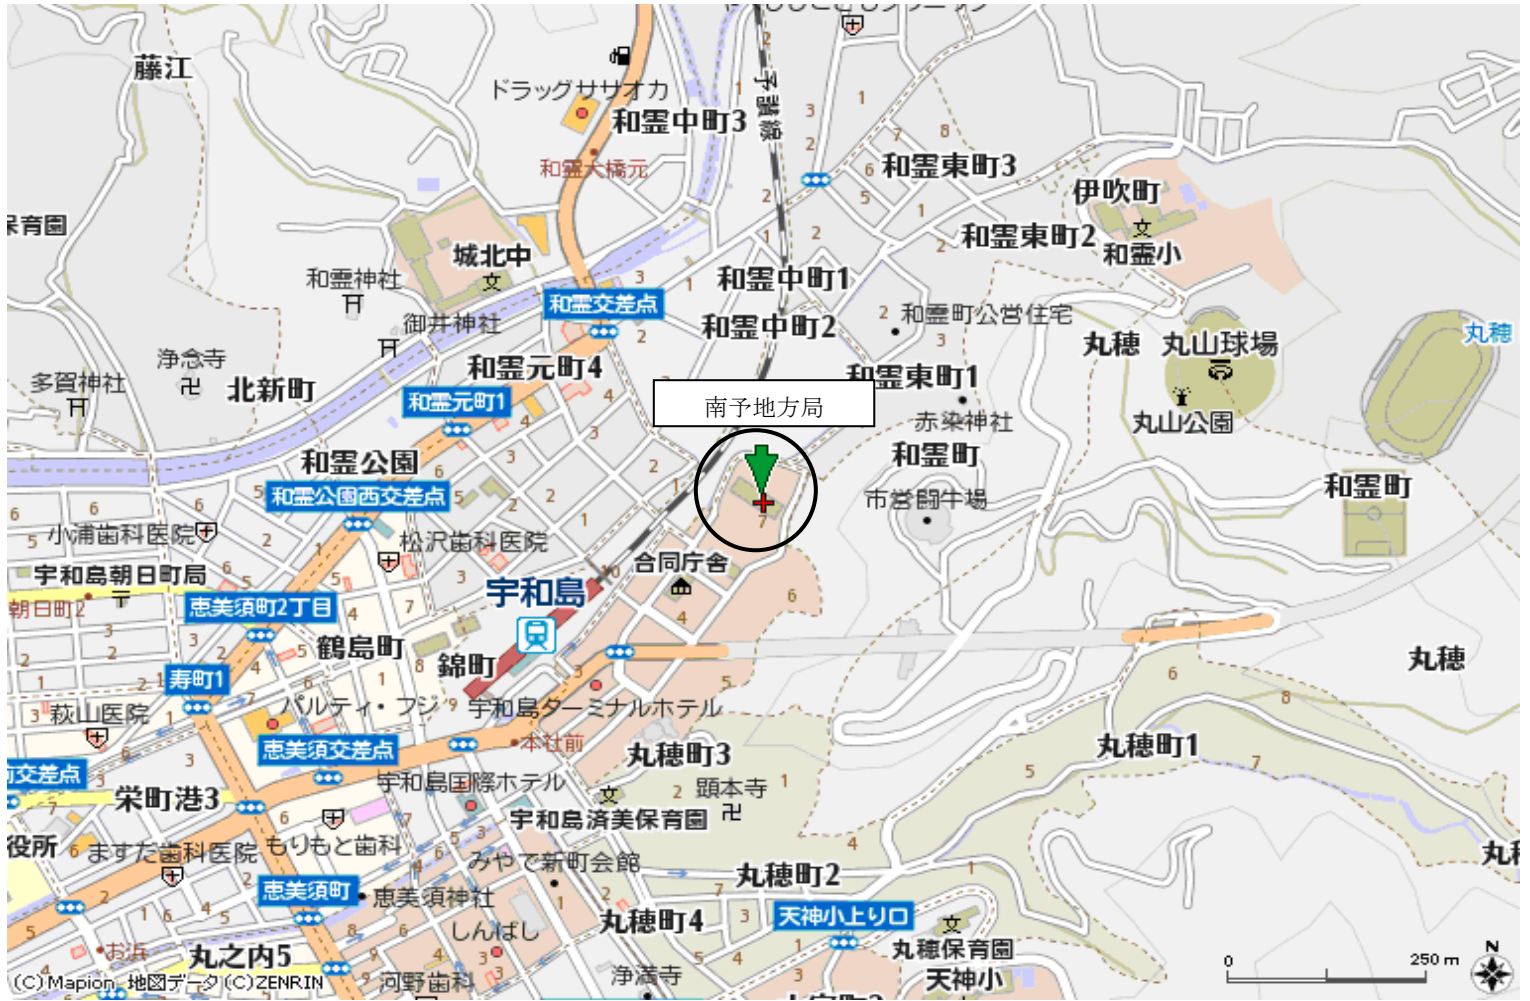 藤江
ドラッグササオカ
和霊中町3
予讃線
和霊大橋元
和霊東町3
伊吹町
保育園
城北中
和霊東町2
和霊小
和霊神社
和霊中町1
和霊交差点
和霊町公営住宅
御井神社
和霊中町2
丸穂
丸山球場
丸穂
浄念寺
和霊元町4
多賀神社
北新町
和霊東町1
和霊元町1
南予地方局
赤染神社
丸山公園
和霊公園
和霊町
和霊町
和霊公園西交差点
市営闘牛場
小浦歯科医院
松沢歯科医院
合同庁舎
宇和島朝日町局
宇和島
朝日町2
恵美須町2丁目
鶴島町
錦町
丸穂
寿町1
萩山医院
パルティ・フジ
宇和島ターミナルホテル
本社前
丸穂町3
丸穂町1
恵美須交差点
交差点
宇和島国際ホテル
顕本寺
栄町港3
宇和島済美保育園
役所
ますだ歯科医院
もりもと歯科
みやで新町会館
丸穂町2
恵美須町
恵美須神社
丸穂町4
天神小上り口
しんばし
お浜
丸之内5
丸穂保育園
河野歯科
浄満寺
天神小
0
250 m
N
(C)Mapion 地図データ(C)ZENRIN